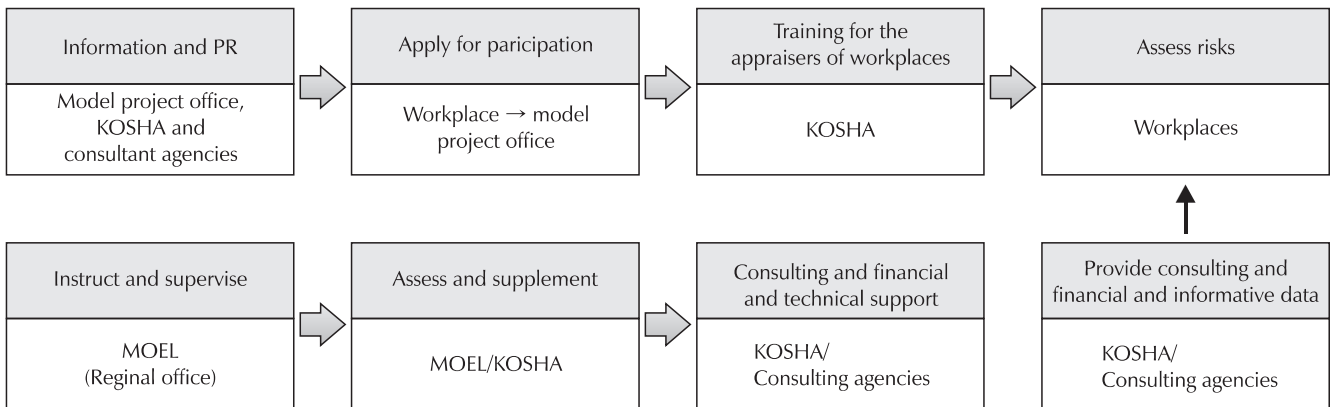 Information and PR
Model project office,
KOSHA and
consultant agencies
Apply for paricipation
Workplace → model
project office
Training for the
appraisers of workplaces
KOSHA
Assess risks
Workplaces
Instruct and supervise
MOEL
(Reginal office)
Assess and supplement
MOEL/KOSHA
Consulting and financial
and technical support
KOSHA/
Consulting agencies
Provide consulting and
financial and informative data
KOSHA/
Consulting agencies